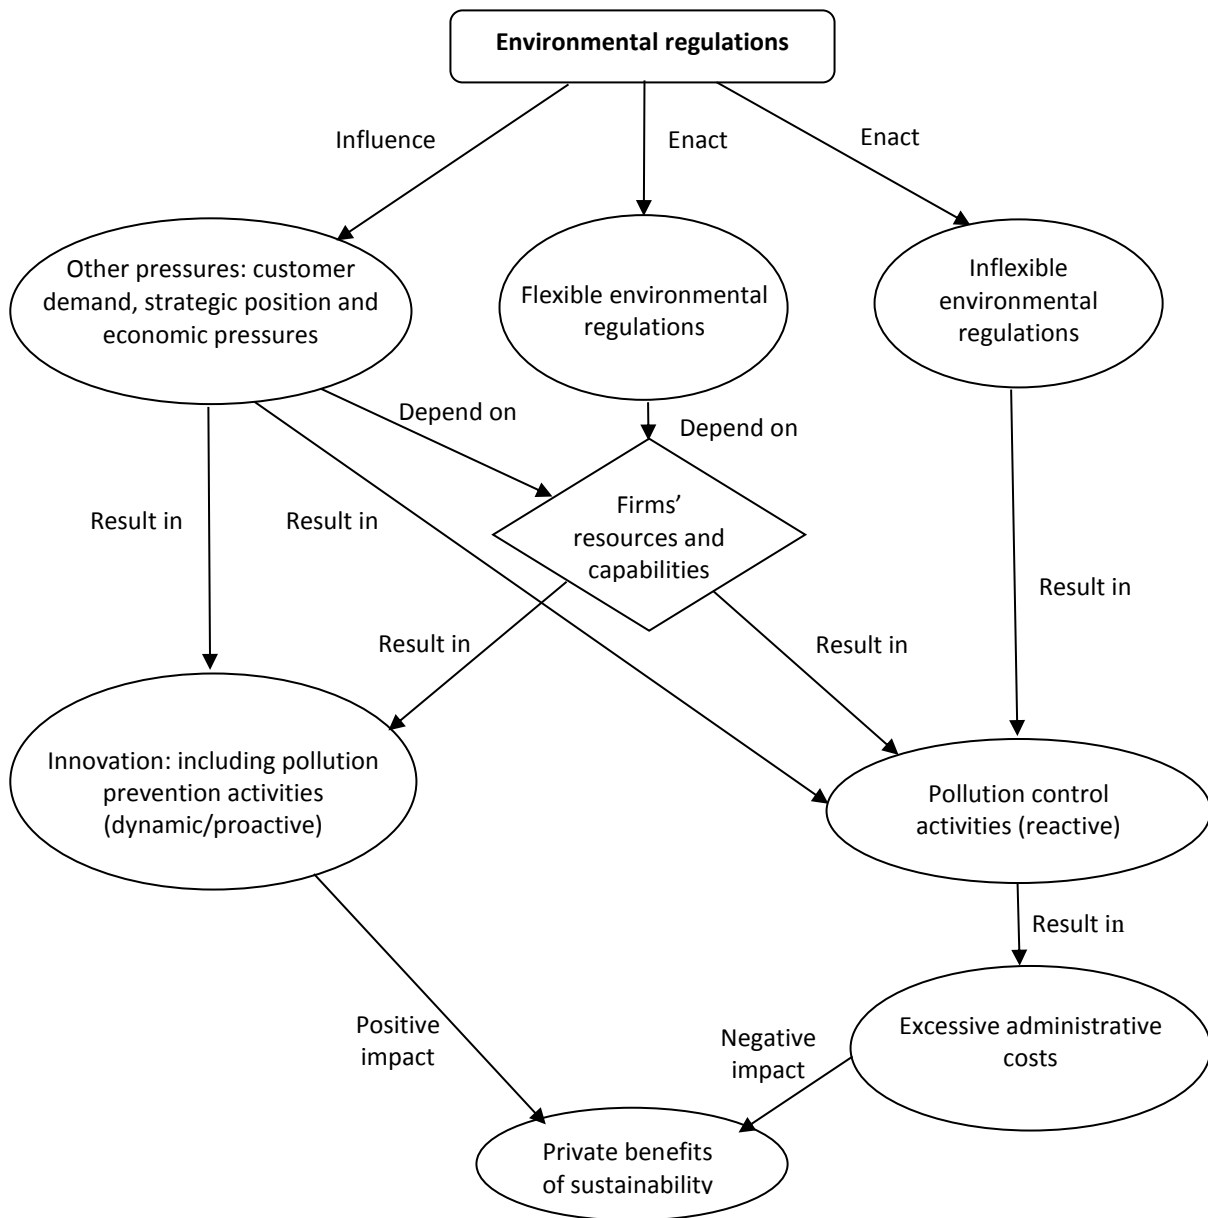 Environmental regulations
Influence
Enact
Enact
Other pressures: customer
demand, strategic position and
economic pressures
Flexible environmental
regulations
Inflexible
environmental
regulations
Depend on
Depend on
Result in
Result in
Firms’
resources and
capabilities
Result in
Result in
Result in
Innovation: including pollution
prevention activities
(dynamic/proactive)
Pollution control
activities (reactive)
Result in
Positive
impact
Negative
impact
Excessive administrative
costs
Private benefits
of sustainability